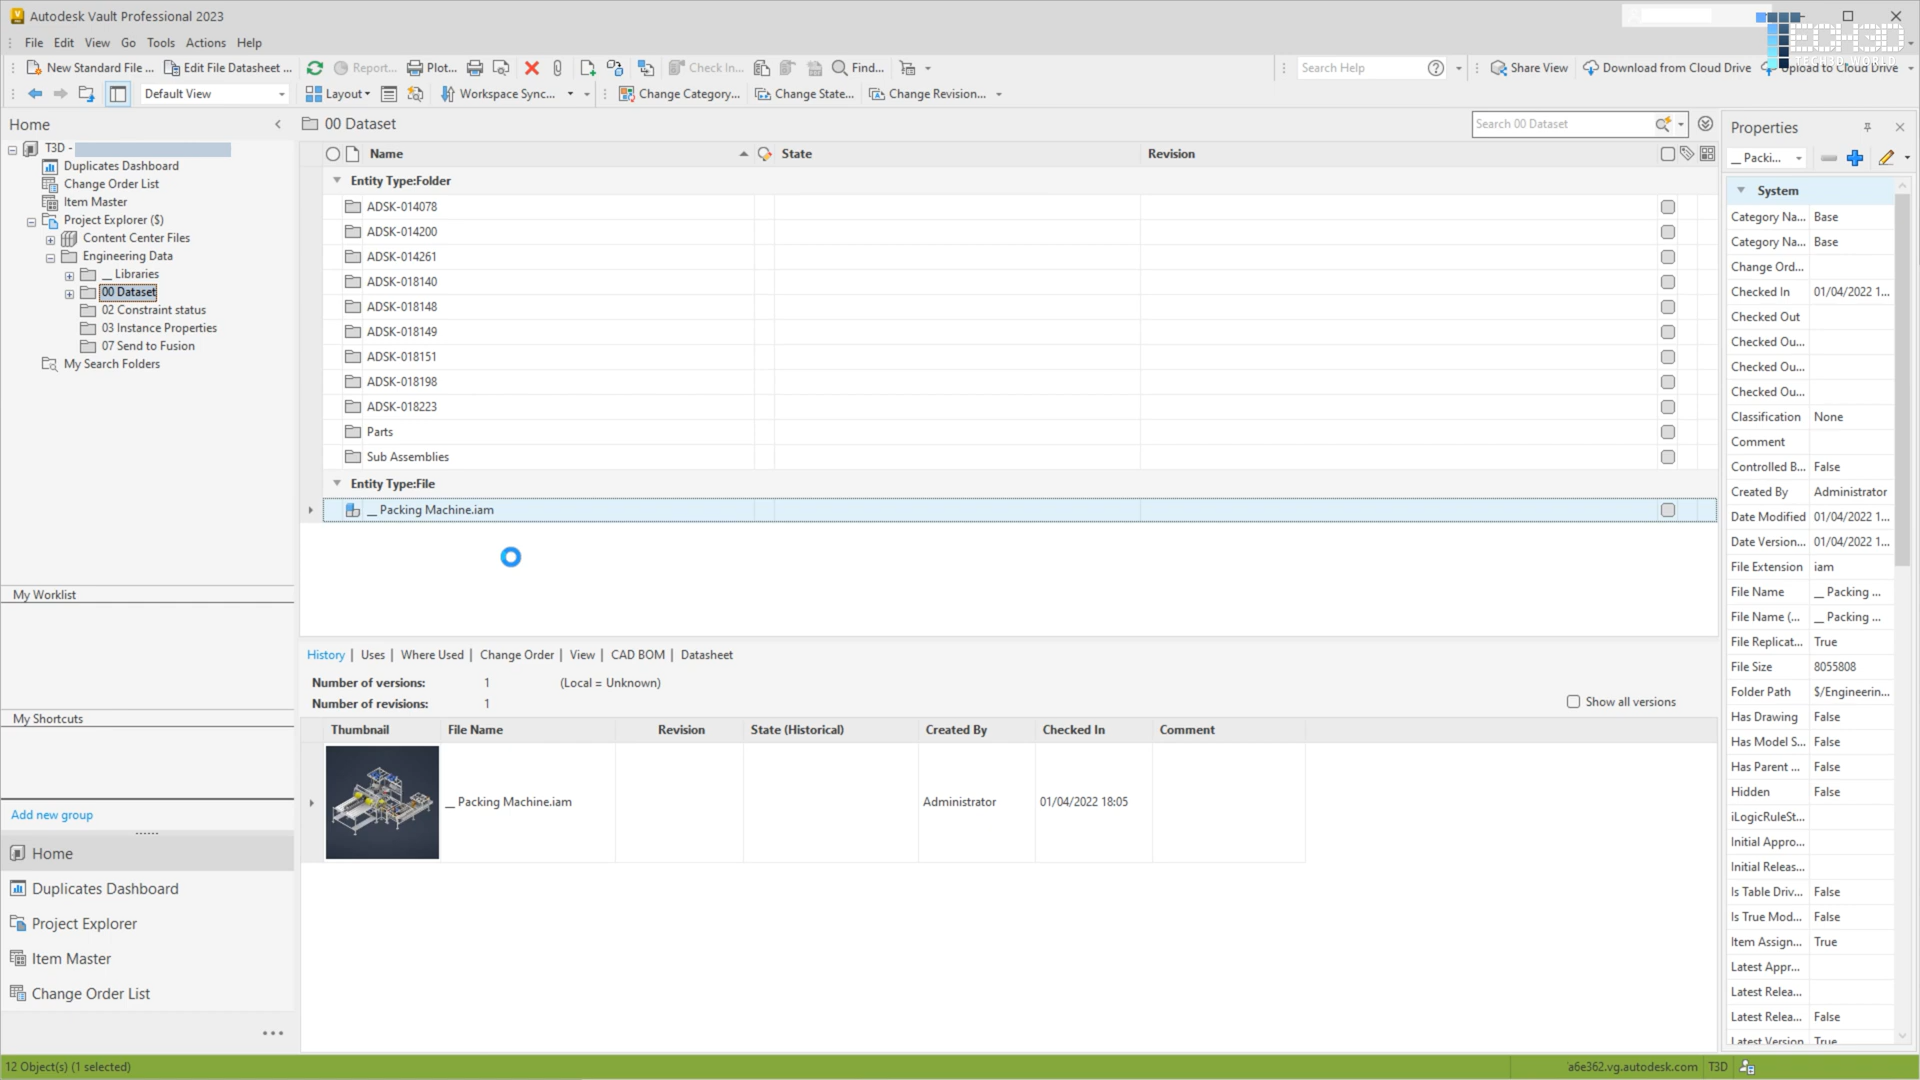 Autodesk Vault Professional 2023
File Edit View Go Tools Actions Help
New Standard File ... Edit File Datasheet ... Report... Plot... Check In... Find... Search Help Share View Download from Cloud Drive Upload to Cloud Drive
TECH3D WORLD
Default View Layout Workspace Sync... Change Category... Change State... Change Revision...
Home
T3D -
Duplicates Dashboard
Change Order List
Item Master
Project Explorer ($)
Content Center Files
Engineering Data
__ Libraries
00 Dataset
02 Constraint status
03 Instance Properties
07 Send to Fusion
My Search Folders
My Worklist
My Shortcuts
Add new group
Home
Duplicates Dashboard
Project Explorer
Item Master
Change Order List
00 Dataset Search 00 Dataset
Name State Revision
Entity Type:Folder
ADSK-014078
ADSK-014200
ADSK-014261
ADSK-018140
ADSK-018148
ADSK-018149
ADSK-018151
ADSK-018198
ADSK-018223
Parts
Sub Assemblies
Entity Type:File
__ Packing Machine.iam
History | Uses | Where Used | Change Order | View | CAD BOM | Datasheet
Number of versions: 1 (Local = Unknown)
Number of revisions: 1
Show all versions
Thumbnail File Name Revision State (Historical) Created By Checked In Comment
__ Packing Machine.iam Administrator 01/04/2022 18:05
Properties
__ Packi...
System
Category Na... Base
Category Na... Base
Change Ord...
Checked In 01/04/2022 1...
Checked Out
Checked Ou...
Checked Ou...
Checked Ou...
Classification None
Comment
Controlled B... False
Created By Administrator
Date Modified 01/04/2022 1...
Date Version... 01/04/2022 1...
File Extension iam
File Name __ Packing ...
File Name (... __ Packing ...
File Replicat... True
File Size 8055808
Folder Path $/Engineerin...
Has Drawing False
Has Model S... False
Has Parent ... False
Hidden False
iLogicRuleSt...
Initial Appro...
Initial Releas...
Is Table Driv... False
Is True Mod... False
Item Assign... True
Latest Appr...
Latest Relea...
Latest Relea... False
Latest Version True
12 Object(s) (1 selected) a6e362.vg.autodesk.com T3D